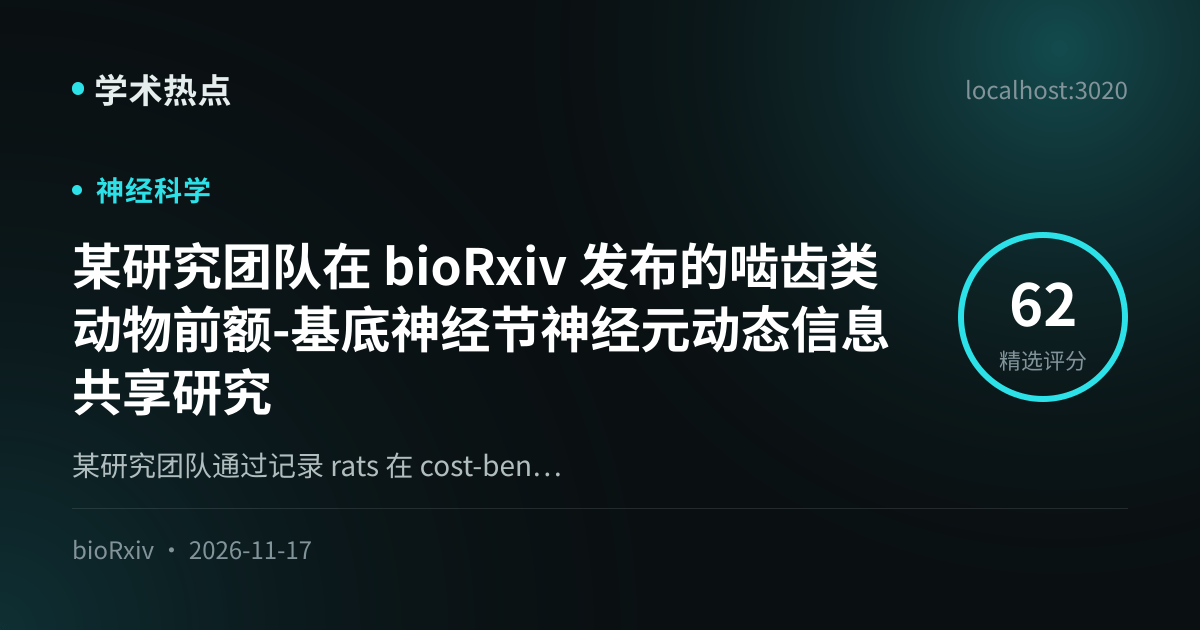 学术热点
localhost:3020
神经科学
某研究团队在 bioRxiv 发布的啮齿类
动物前额-基底神经节神经元动态信息
共享研究
62
精选评分
某研究团队通过记录 rats 在 cost-ben…
bioRxiv · 2026-11-17